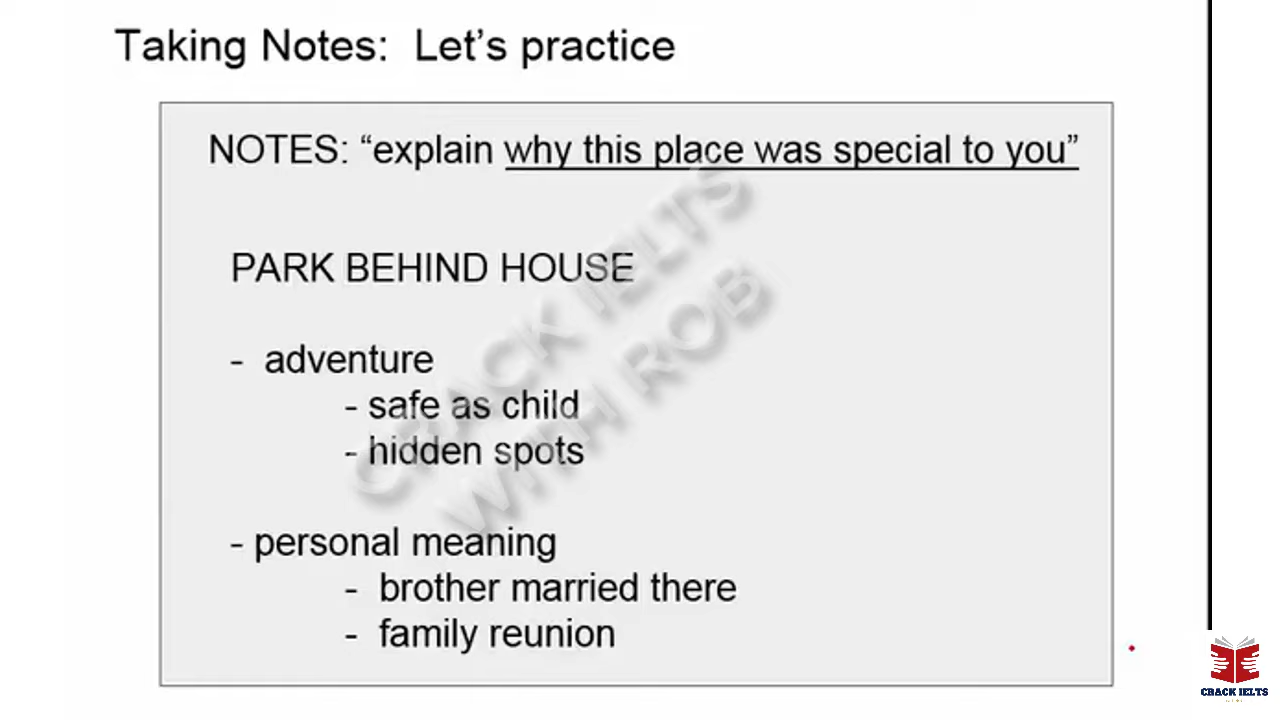 Taking Notes: Let’s practice
NOTES: “explain why this place was special to you”
PARK BEHIND HOUSE
- adventure
- safe as child
- hidden spots
- personal meaning
- brother married there
- family reunion
CRACK IELTS
WITH ROB
CRACK IELTS